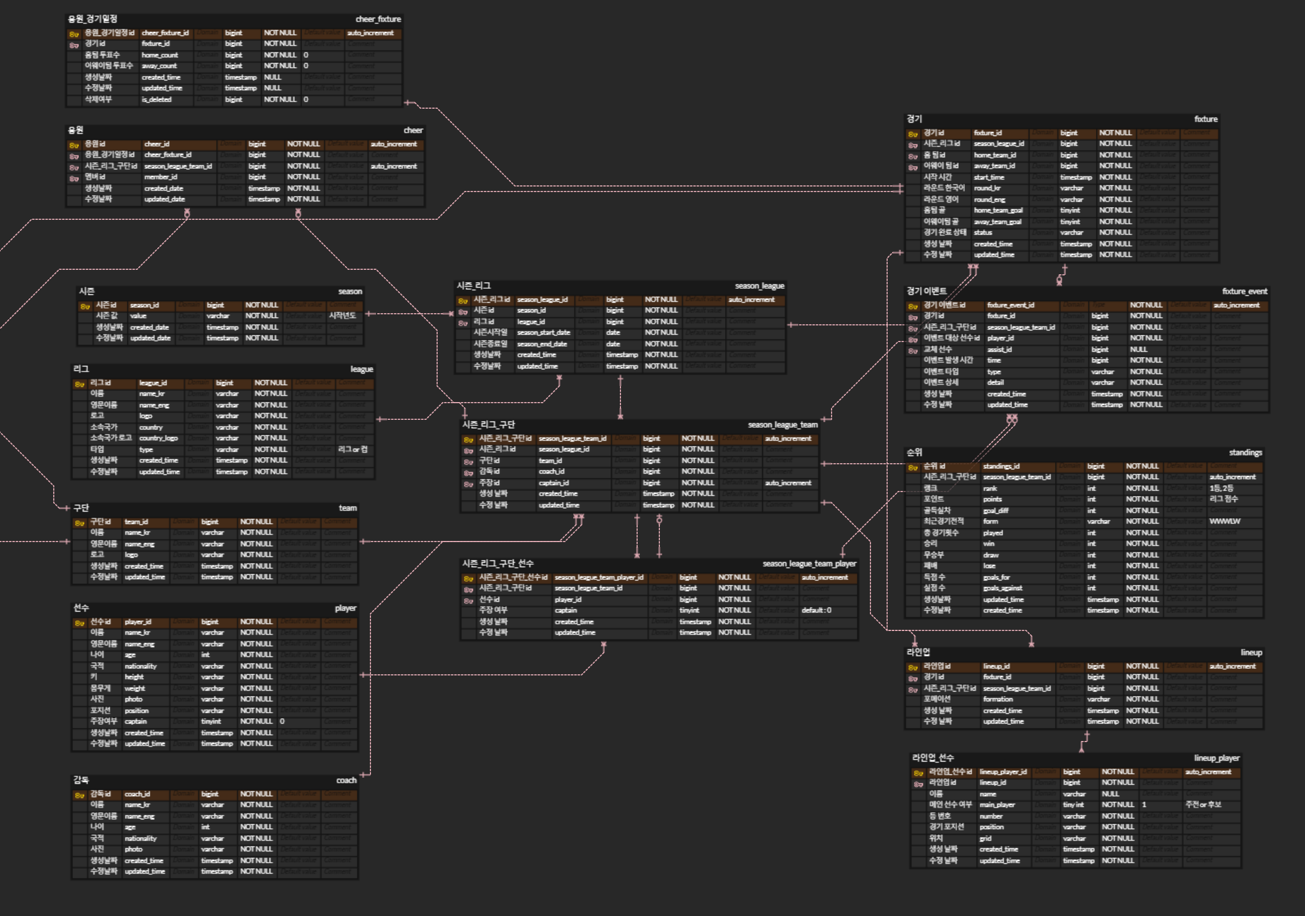 응원_경기일정 cheer_fixture
응원_경기일정 id cheer_fixture_id bigint NOT NULL auto_increment
경기 id fixture_id bigint NOT NULL
홈팀 투표수 home_count bigint NOT NULL 0
어웨이팀 투표수 away_count bigint NOT NULL 0
생성날짜 created_time timestamp NULL
수정날짜 updated_time timestamp NULL
삭제여부 is_deleted bigint NOT NULL 0
응원 cheer
응원 id cheer_id bigint NOT NULL auto_increment
응원_경기일정 id cheer_fixture_id bigint NOT NULL
시즌_리그_구단 id season_league_team_id bigint NOT NULL auto_increment
멤버 id member_id bigint NOT NULL
생성날짜 created_date timestamp NOT NULL
수정날짜 updated_date timestamp NOT NULL
시즌 season
시즌 id season_id bigint NOT NULL
시즌 값 value varchar NOT NULL 시작년도
생성날짜 created_date timestamp NOT NULL
수정날짜 updated_date timestamp NOT NULL
리그 league
리그 id league_id bigint NOT NULL
이름 name_kr varchar NOT NULL
영문이름 name_eng varchar NOT NULL
로고 logo varchar NOT NULL
소속국가 country varchar NOT NULL
소속국가 로고 country_logo varchar NOT NULL
타입 type varchar NOT NULL 리그 or 컵
생성날짜 created_time timestamp NOT NULL
수정날짜 updated_time timestamp NOT NULL
구단 team
구단 id team_id bigint NOT NULL
이름 name_kr varchar NOT NULL
영문이름 name_eng varchar NOT NULL
로고 logo varchar NOT NULL
생성날짜 created_time timestamp NOT NULL
수정날짜 updated_time timestamp NOT NULL
선수 player
선수 id player_id bigint NOT NULL
이름 name_kr varchar NOT NULL
영문이름 name_eng varchar NOT NULL
나이 age int NOT NULL
국적 nationality varchar NOT NULL
키 height varchar NOT NULL
몸무게 weight varchar NOT NULL
사진 photo varchar NOT NULL
포지션 position varchar NOT NULL
주장여부 captain tinyint NOT NULL 0
생성날짜 created_time timestamp NOT NULL
수정날짜 updated_time timestamp NOT NULL
감독 coach
감독 id coach_id bigint NOT NULL
이름 name_kr varchar NOT NULL
영문이름 name_eng varchar NOT NULL
나이 age int NOT NULL
국적 nationality varchar NOT NULL
사진 photo varchar NOT NULL
생성날짜 created_time timestamp NOT NULL
수정날짜 updated_time timestamp NOT NULL
시즌_리그 season_league
시즌_리그 id season_league_id bigint NOT NULL auto_increment
시즌 id season_id bigint NOT NULL
리그 id league_id bigint NOT NULL
시즌시작일 season_start_date date NOT NULL
시즌종료일 season_end_date date NOT NULL
생성날짜 created_time timestamp NOT NULL
수정날짜 updated_time timestamp NOT NULL
시즌_리그_구단 season_league_team
시즌_리그_구단 id season_league_team_id bigint NOT NULL auto_increment
시즌_리그 id season_league_id bigint NOT NULL
구단 id team_id bigint NOT NULL
감독 id coach_id bigint NOT NULL
주장 id captain_id bigint NOT NULL auto_increment
생성 날짜 created_time timestamp NOT NULL
수정 날짜 updated_time timestamp NOT NULL
시즌_리그_구단_선수 season_league_team_player
시즌_리그_구단_선수 id season_league_team_player_id bigint NOT NULL auto_increment
시즌_리그_구단 id season_league_team_id bigint NOT NULL
선수 id player_id bigint NOT NULL
주장 여부 captain tinyint NOT NULL default : 0
생성 날짜 created_time timestamp NOT NULL
수정 날짜 updated_time timestamp NOT NULL
경기 fixture
경기 id fixture_id bigint NOT NULL
시즌_리그 id season_league_id bigint NOT NULL
홈 팀 id home_team_id bigint NOT NULL
어웨이 팀 id away_team_id bigint NOT NULL
시작 시간 start_time timestamp NOT NULL
라운드 한국어 round_kr varchar NOT NULL
라운드 영어 round_eng varchar NOT NULL
홈팀 골 home_team_goal tinyint NOT NULL
어웨이팀 골 away_team_goal tinyint NOT NULL
경기 완료 상태 status varchar NOT NULL
생성 날짜 created_time timestamp NOT NULL
수정 날짜 updated_time timestamp NOT NULL
경기 이벤트 fixture_event
경기 이벤트 id fixture_event_id NOT NULL auto_increment
경기 id fixture_id bigint NOT NULL
시즌_리그_구단 id season_league_team_id bigint NOT NULL
이벤트 대상 선수 id player_id bigint NOT NULL
교체 선수 assist_id bigint NULL
이벤트 발생 시간 time int NOT NULL
이벤트 타입 type varchar NOT NULL
이벤트 상세 detail varchar NOT NULL
생성 날짜 created_time timestamp NOT NULL
수정 날짜 updated_time timestamp NOT NULL
순위 standings
순위 id standings_id bigint NOT NULL
시즌_리그_구단 id season_league_team_id bigint NOT NULL auto_increment
랭크 rank int NOT NULL 1등, 2등
포인트 points int NOT NULL 리그 점수
골득실차 goal_diff int NOT NULL
최근경기전적 form varchar NOT NULL WWWLW
총 경기횟수 played int NOT NULL
승리 win int NOT NULL
무승부 draw int NOT NULL
패배 lose int NOT NULL
득점 수 goals_for int NOT NULL
실점 수 goals_against int NOT NULL
생성날짜 updated_time timestamp NOT NULL
수정 날짜 created_time timestamp NOT NULL
라인업 lineup
라인업 id lineup_id bigint NOT NULL auto_increment
경기 id fixture_id bigint NOT NULL
시즌_리그_구단 id season_league_team_id bigint NOT NULL
포메이션 formation varchar NOT NULL
생성 날짜 created_time timestamp NOT NULL
수정 날짜 updated_time timestamp NOT NULL
라인업_선수 lineup_player
라인업_선수 id lineup_player_id bigint NOT NULL auto_increment
라인업 id lineup_id bigint NOT NULL
이름 name varchar NULL
메인 선수 여부 main_player tiny int NOT NULL 1 주전 or 후보
등 번호 number varchar NOT NULL
경기 포지션 position varchar NOT NULL
위치 grid varchar NOT NULL
생성 날짜 created_time timestamp NOT NULL
수정 날짜 updated_time timestamp NOT NULL